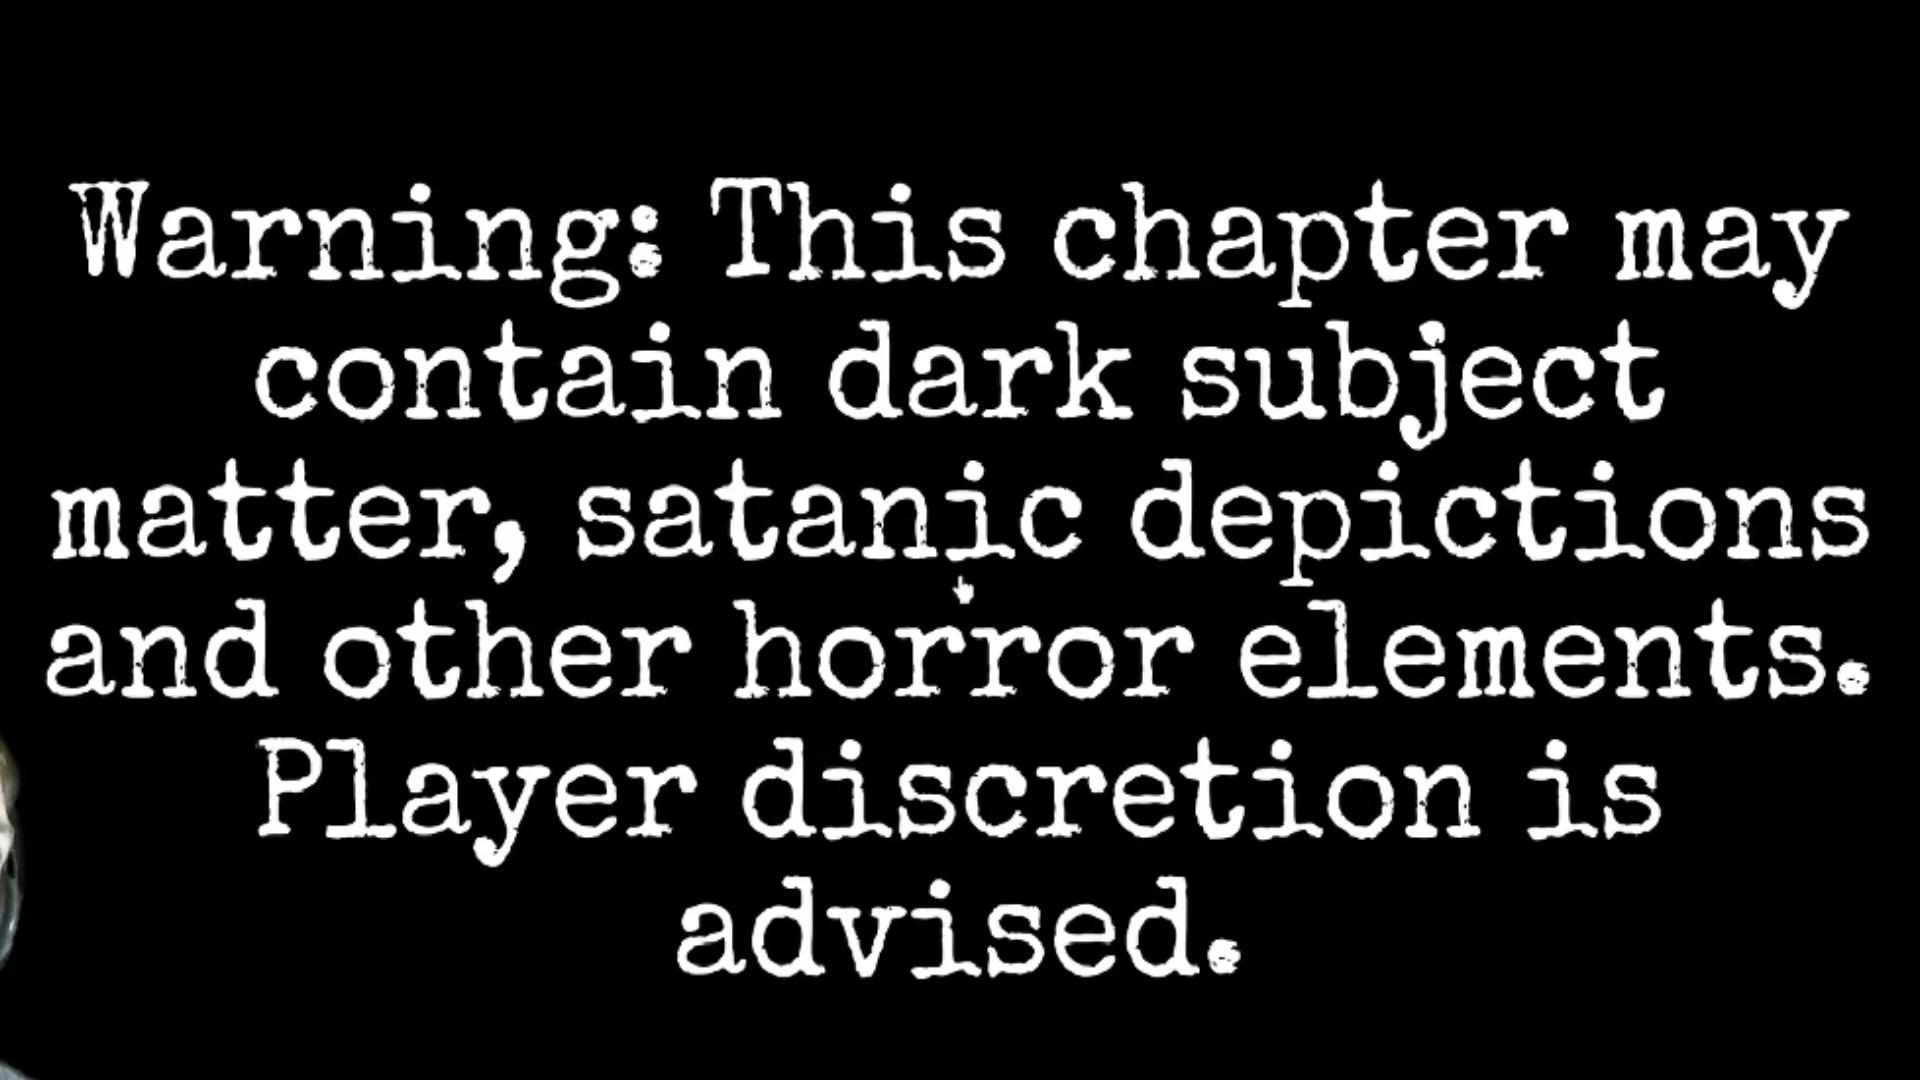 Warning: This chapter may
contain dark subject
matter, satanic depictions
and other horror elements.
Player discretion is
advised.